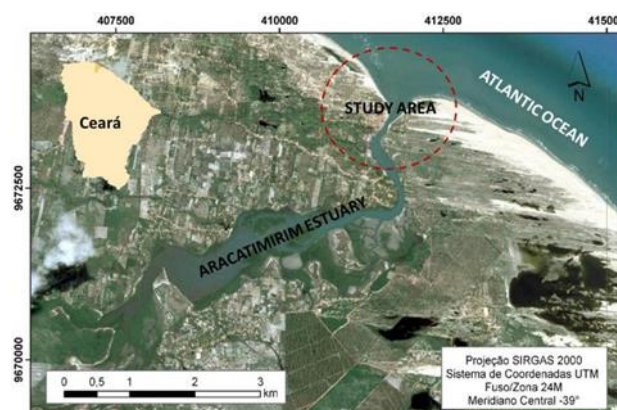 407500
410000
412500
41500
Ceará
STUDY AREA
ATLANTIC OCEAN
N
9672500
ARACATIMIRIM ESTUARY
9670000
0 0,5 1 2 3
km
Projeção SIRGAS 2000
Sistema de Coordenadas UTM
Fuso/Zona 24M
Meridiano Central -39°